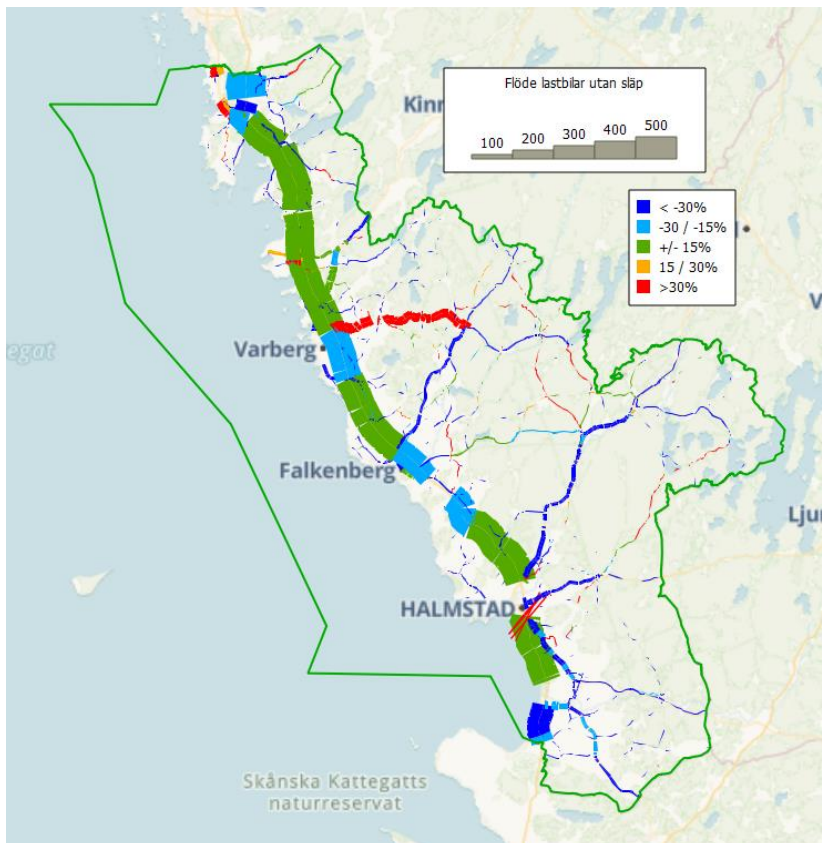 Flöde lastbilar utan släp
100 200 300 400 500
Kinn
< -30%
-30 / -15%
+/- 15%
15 / 30%
>30%
V
egat
Varberg
Falkenberg
Ljun
HALMSTAD
Skånska Kattegatts
naturreservat